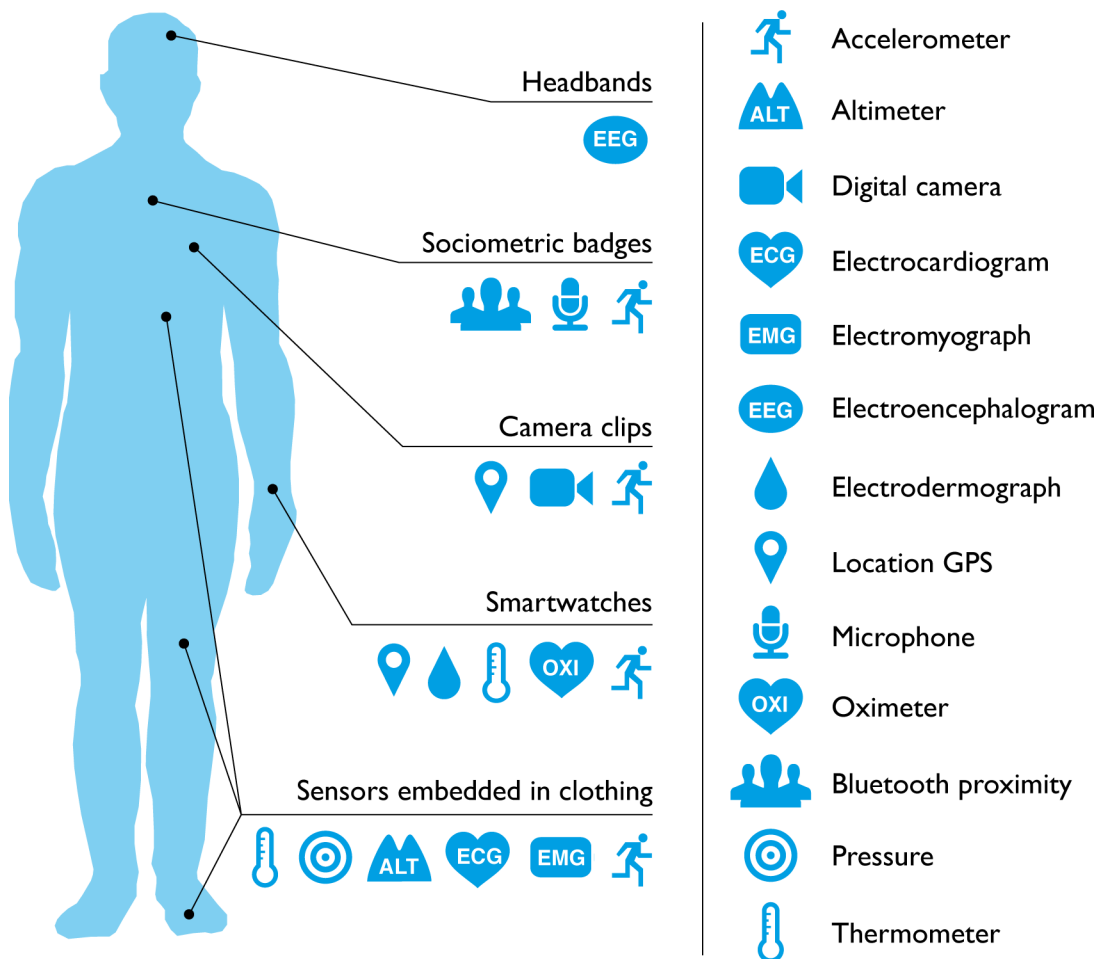 Headbands
EEG
Sociometric badges
Camera clips
Smartwatches
OXI
Sensors embedded in clothing
ALT ECG EMG
Accelerometer
ALT Altimeter
Digital camera
ECG Electrocardiogram
EMG Electromyograph
EEG Electroencephalogram
Electrodermograph
Location GPS
Microphone
OXI Oximeter
Bluetooth proximity
Pressure
Thermometer